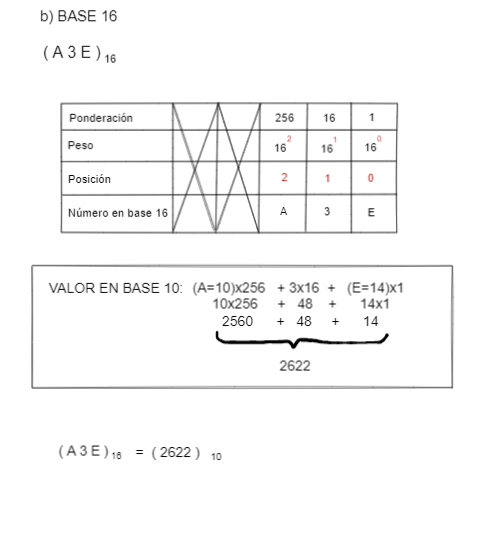 b) BASE 16
( A 3 E ) 16
Ponderación 256 16 1
Peso 16 2 16 1 16 0
Posición 2 1 0
Número en base 16 A 3 E
VALOR EN BASE 10: (A=10)x256 + 3x16 + (E=14)x1
10x256 + 48 + 14x1
2560 + 48 + 14
2622
( A 3 E ) 16 = ( 2622 ) 10